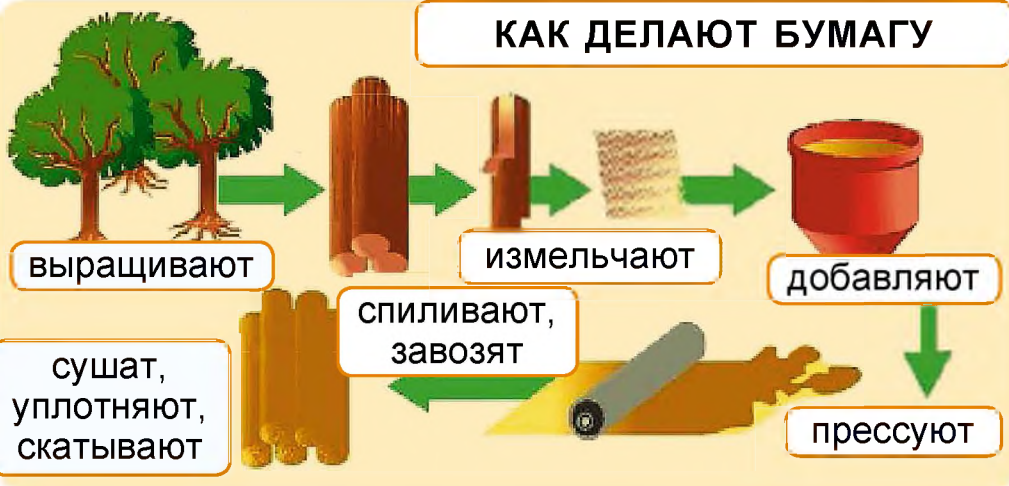 КАК ДЕЛАЮТ БУМАГУ
выращивают
спиливают,
завозят
измельчают
добавляют
прессуют
сушат,
уплотняют,
скатывают